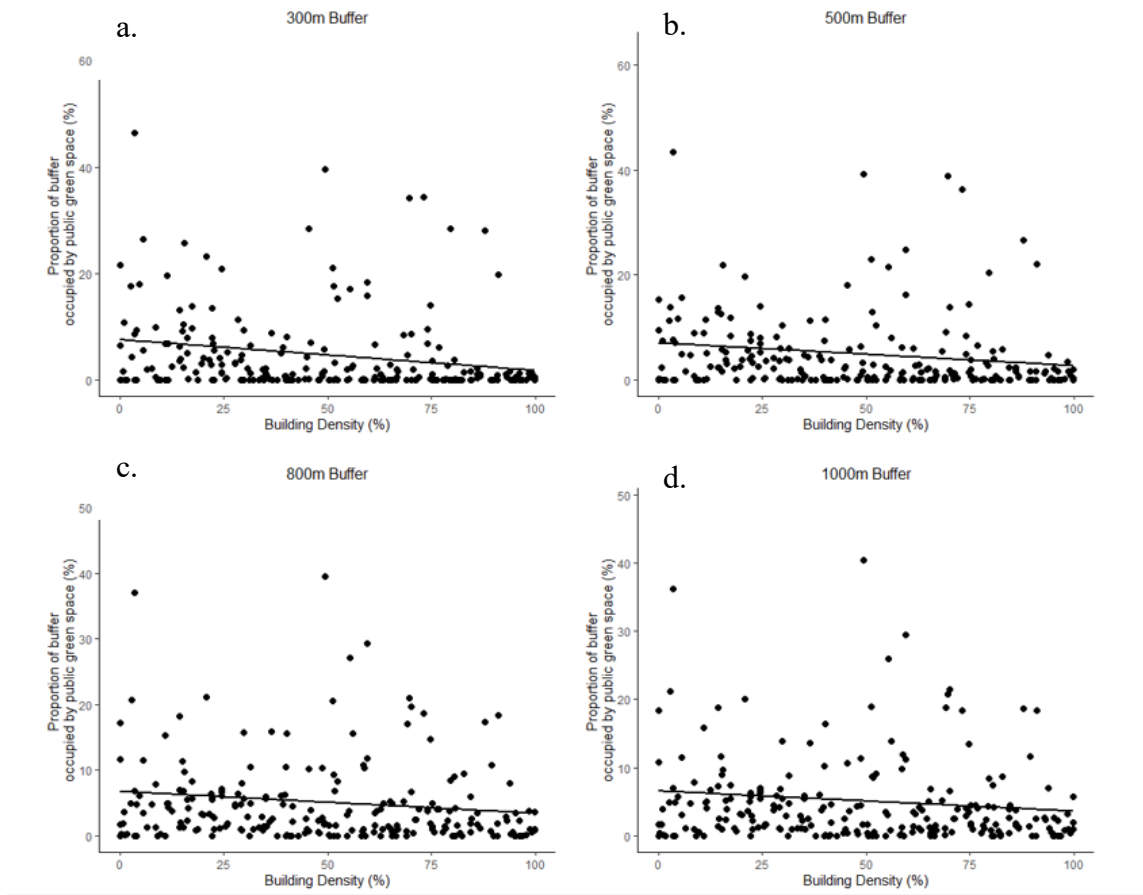 a.
300m Buffer
60
40
20
0
Proportion of buffer
occupied by public green space (%)
0 25 50 75 100
Building Density (%)
b.
500m Buffer
60
40
20
0
Proportion of buffer
occupied by public green space (%)
0 25 50 75 100
Building Density (%)
c.
800m Buffer
50
40
30
20
10
0
Proportion of buffer
occupied by public green space (%)
0 25 50 75 100
Building Density (%)
d.
1000m Buffer
50
40
30
20
10
0
Proportion of buffer
occupied by public green space (%)
0 25 50 75 100
Building Density (%)